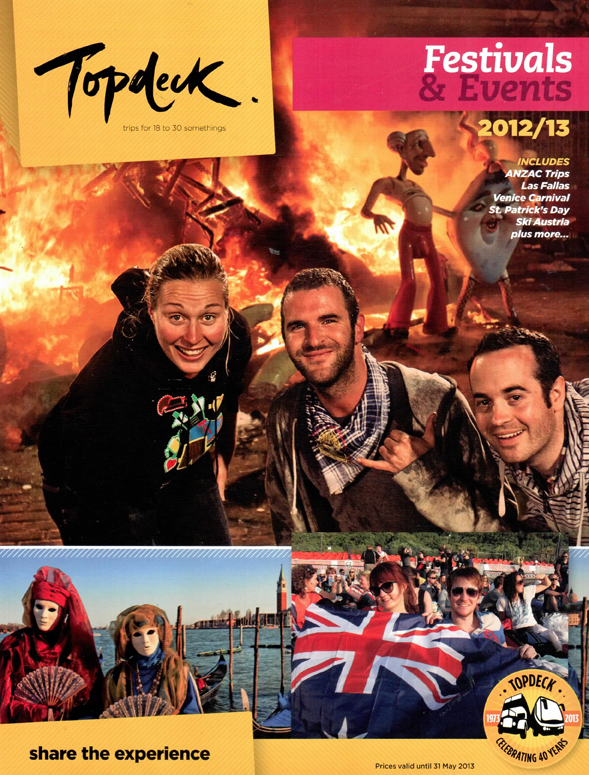 Topdeck.
trips for 18 to 30 somethings
Festivals
& Events
2012/13
INCLUDES
ANZAC Trips
Las Fallas
Venice Carnival
St. Patrick's Day
Ski Austria
plus more...
share the experience
Prices valid until 31 May 2013
TOPDECK
1973 2013
CELEBRATING 40 YEARS